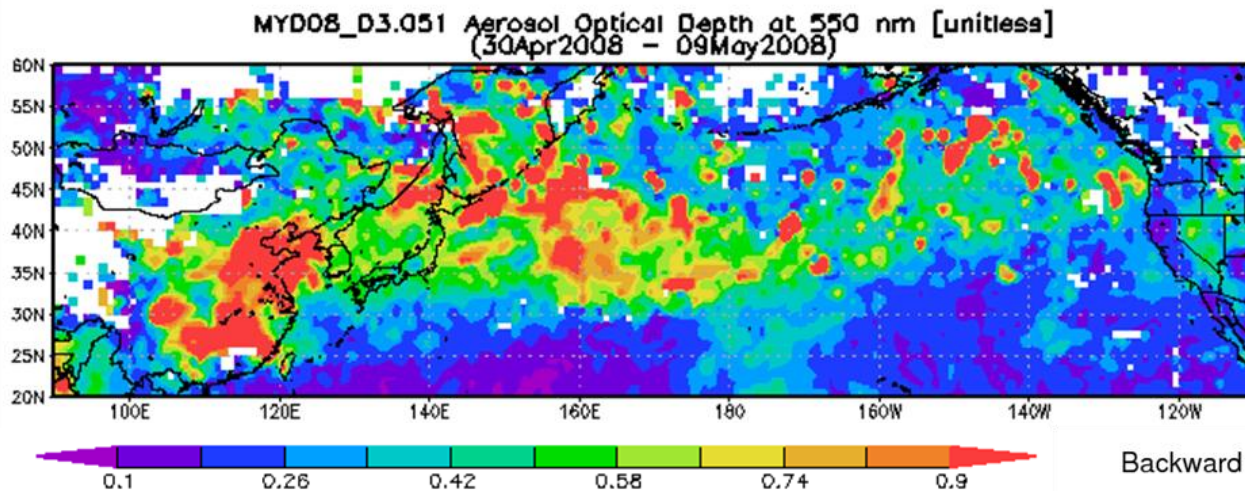 MYD08_D3.051 Aerosol Optical Depth at 550 nm [unitless]
(30Apr2008 - 09May2008)
60N
55N
50N
45N
40N
35N
30N
25N
20N
100E 120E 140E 160E 180 160W 140W 120W
0.1 0.26 0.42 0.58 0.74 0.9
Backward